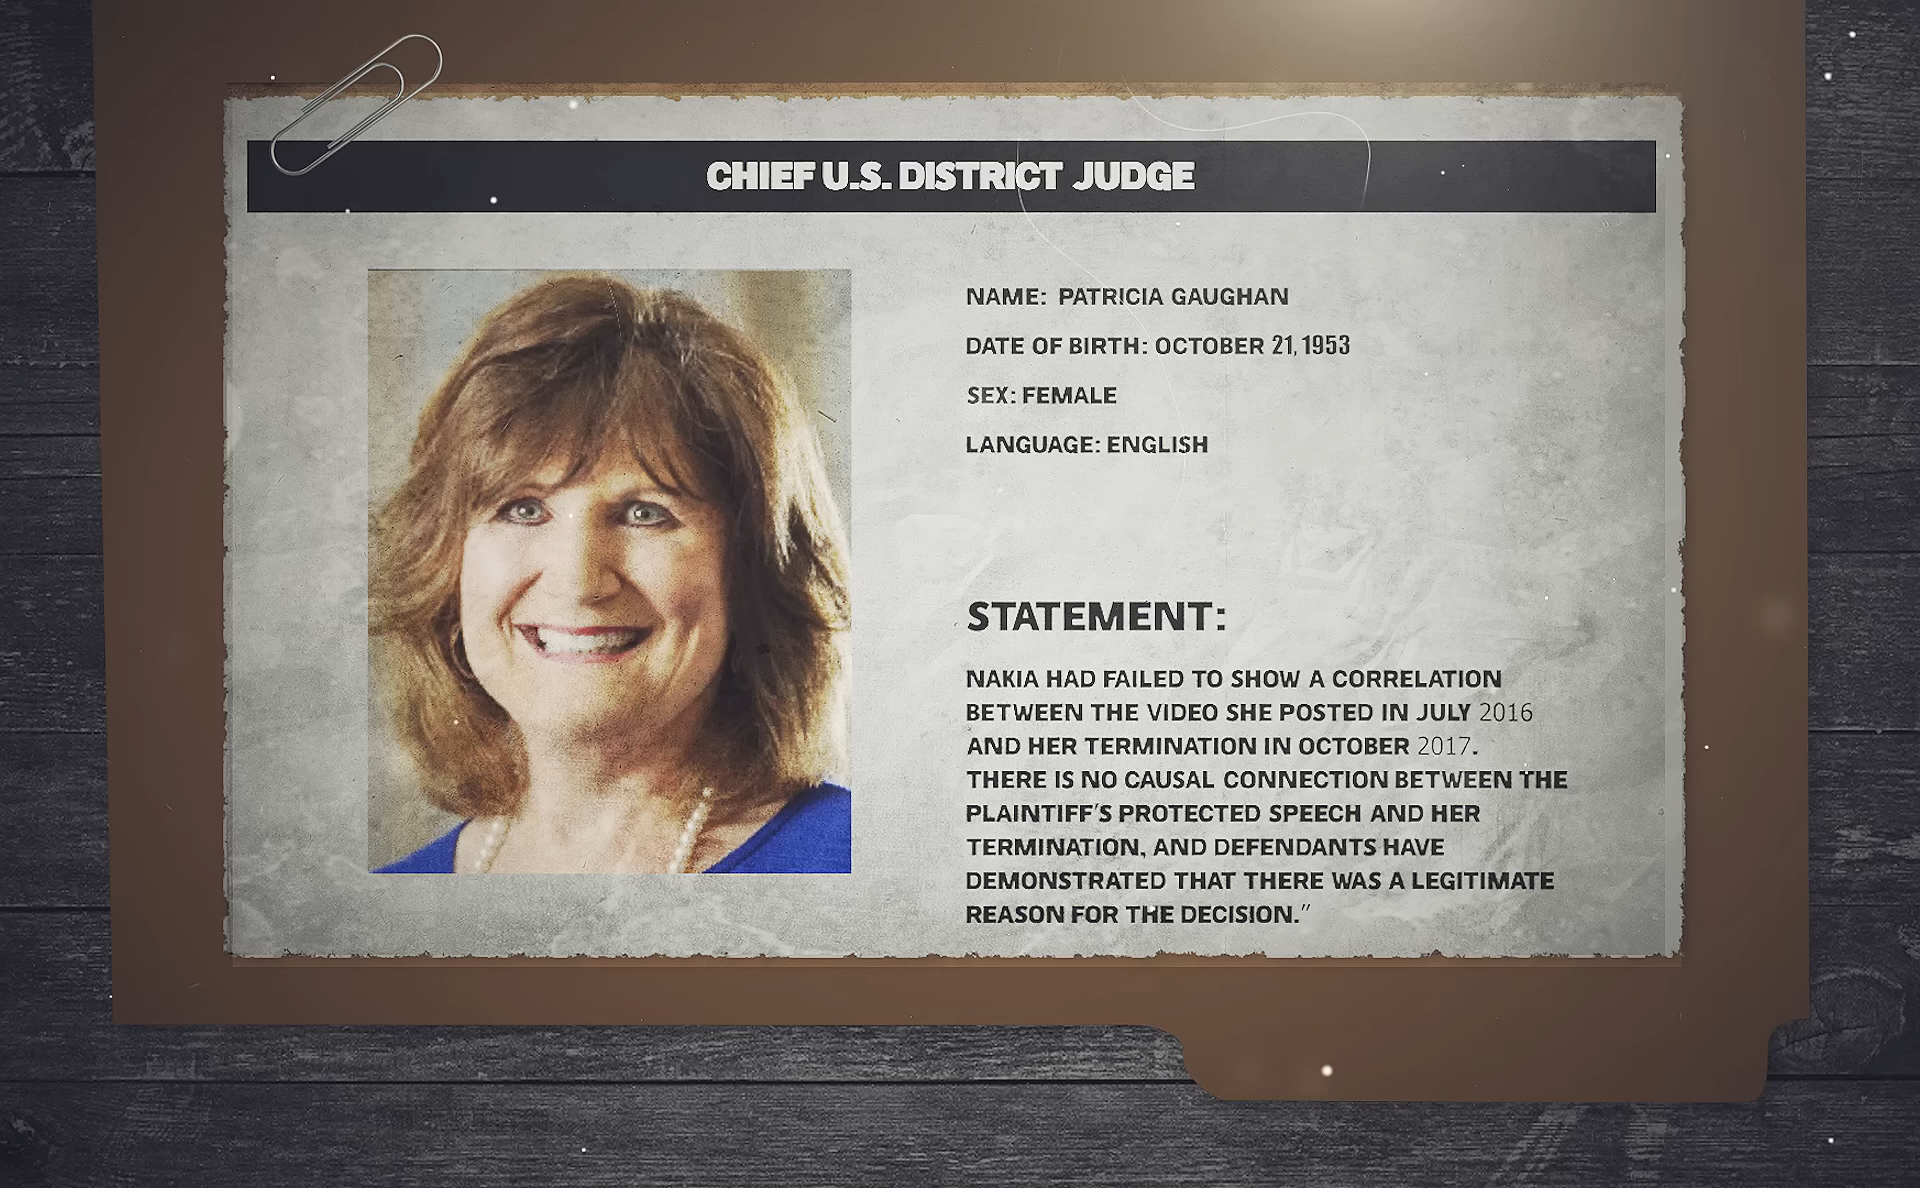 CHIEF U.S. DISTRICT JUDGE
NAME: PATRICIA GAUGHAN
DATE OF BIRTH: OCTOBER 21, 1953
SEX: FEMALE
LANGUAGE: ENGLISH
STATEMENT:
NAKIA HAD FAILED TO SHOW A CORRELATION
BETWEEN THE VIDEO SHE POSTED IN JULY 2016
AND HER TERMINATION IN OCTOBER 2017.
THERE IS NO CAUSAL CONNECTION BETWEEN THE
PLAINTIFF'S PROTECTED SPEECH AND HER
TERMINATION, AND DEFENDANTS HAVE
DEMONSTRATED THAT THERE WAS A LEGITIMATE
REASON FOR THE DECISION.”